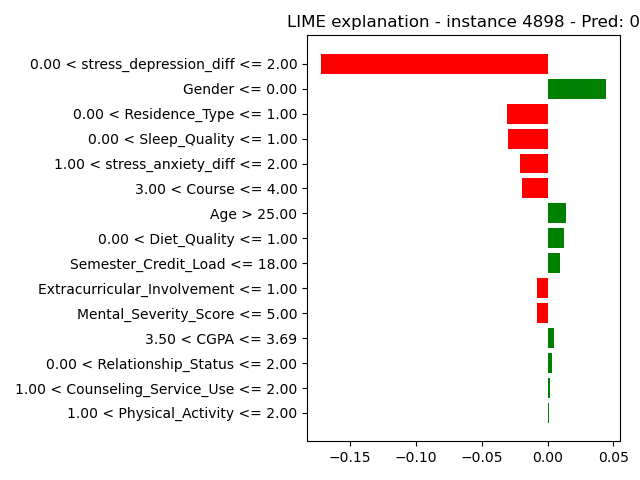 LIME explanation - instance 4898 - Pred: 0
0.00 < stress_depression_diff <= 2.00
Gender <= 0.00
0.00 < Residence_Type <= 1.00
0.00 < Sleep_Quality <= 1.00
1.00 < stress_anxiety_diff <= 2.00
3.00 < Course <= 4.00
Age > 25.00
0.00 < Diet_Quality <= 1.00
Semester_Credit_Load <= 18.00
Extracurricular_Involvement <= 1.00
Mental_Severity_Score <= 5.00
3.50 < CGPA <= 3.69
0.00 < Relationship_Status <= 2.00
1.00 < Counseling_Service_Use <= 2.00
1.00 < Physical_Activity <= 2.00
−0.15 −0.10 −0.05 0.00 0.05